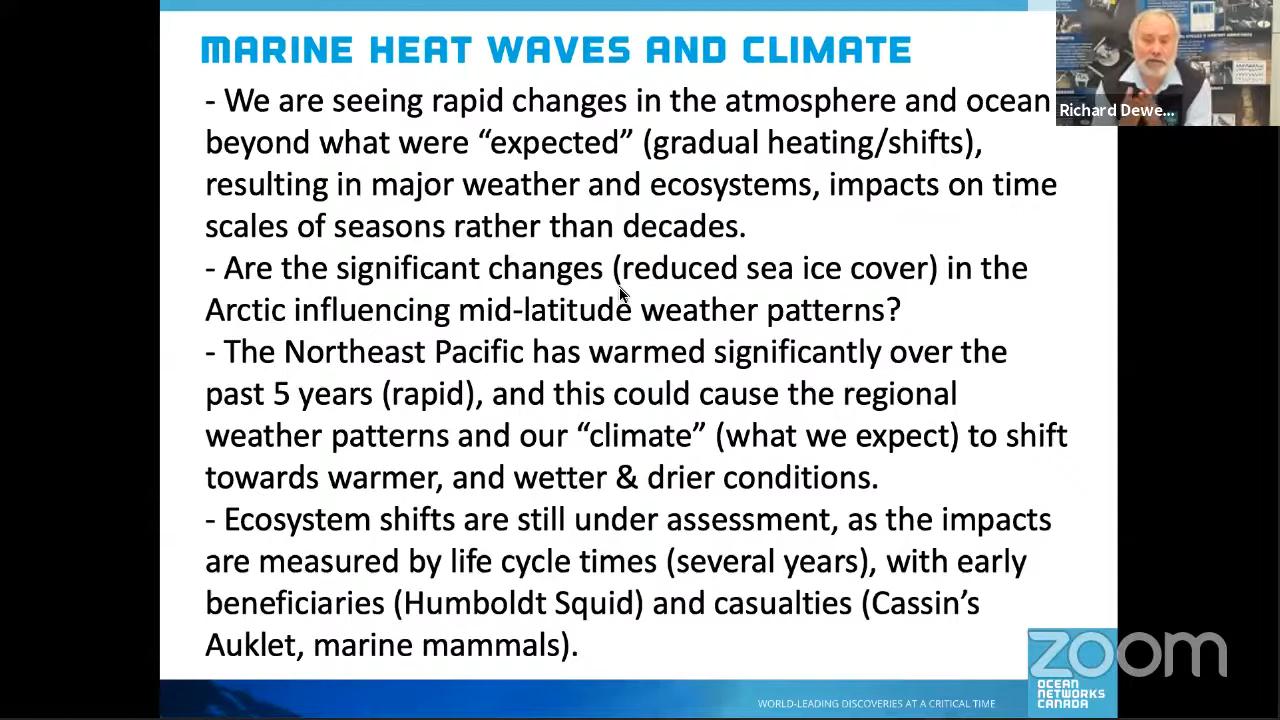 MARINE HEAT WAVES AND CLIMATE
- We are seeing rapid changes in the atmosphere and ocean
beyond what were “expected” (gradual heating/shifts),
resulting in major weather and ecosystems, impacts on time
scales of seasons rather than decades.
- Are the significant changes (reduced sea ice cover) in the
Arctic influencing mid-latitude weather patterns?
- The Northeast Pacific has warmed significantly over the
past 5 years (rapid), and this could cause the regional
weather patterns and our “climate” (what we expect) to shift
towards warmer, and wetter & drier conditions.
- Ecosystem shifts are still under assessment, as the impacts
are measured by life cycle times (several years), with early
beneficiaries (Humboldt Squid) and casualties (Cassin’s
Auklet, marine mammals).
Richard Dewe...
zoom
OCEAN
NETWORKS
CANADA
WORLD-LEADING DISCOVERIES AT A CRITICAL TIME